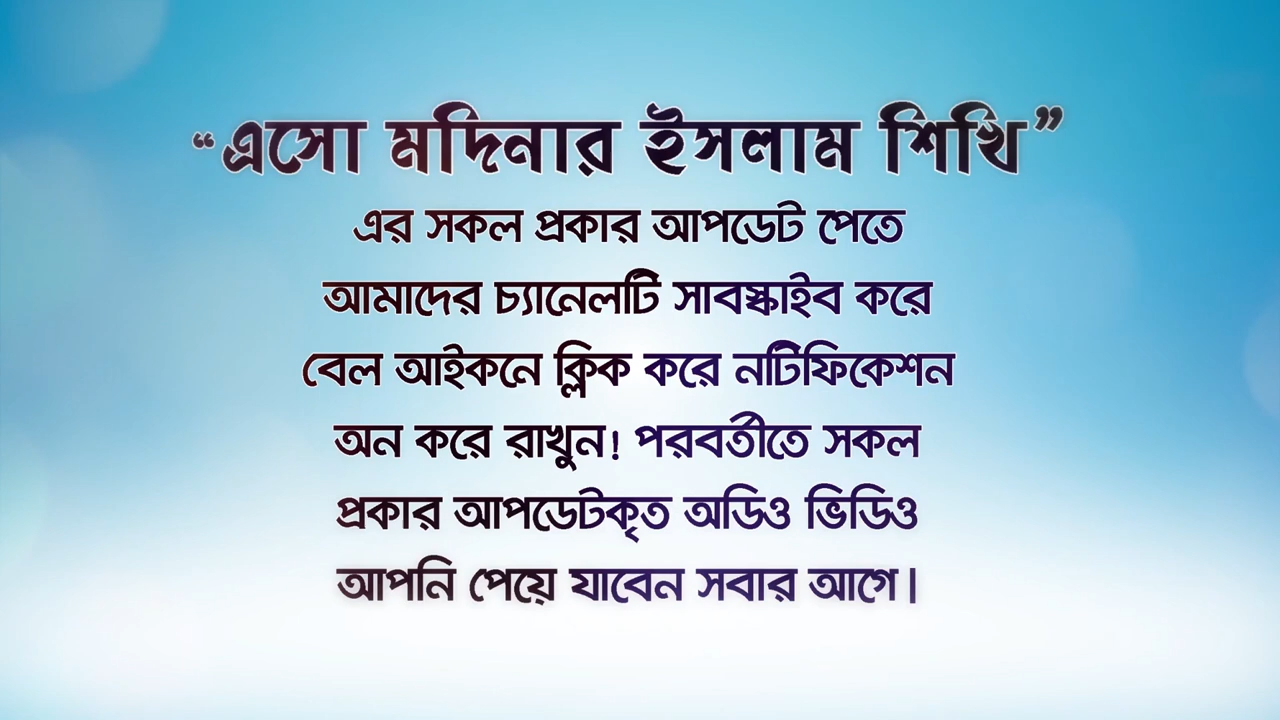 “এসো মদিনার ইসলাম শিখি”
এর সকল প্রকার আপডেট পেতে
আমাদের চ্যানেলটি সাবস্কাইব করে
বেল আইকনে ক্লিক করে নটিফিকেশন
অন করে রাখুন! পরবর্তীতে সকল
প্রকার আপডেটকৃত অডিও ভিডিও
আপনি পেয়ে যাবেন সবার আগে।